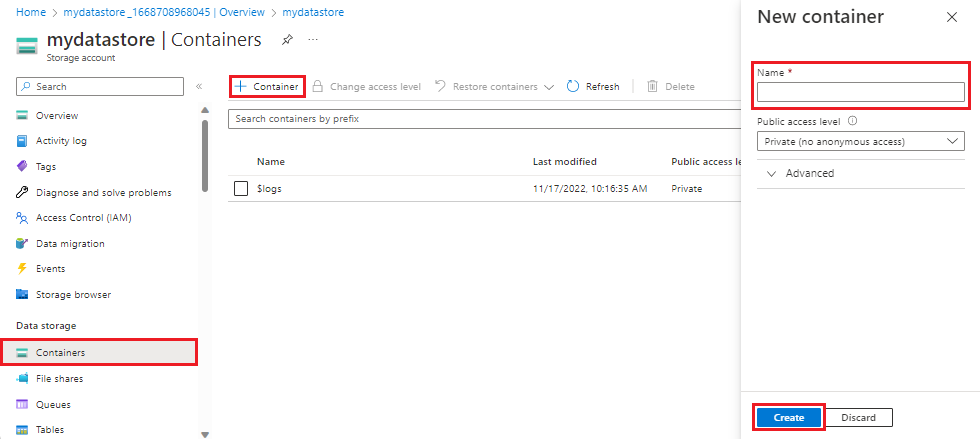 Home > mydatastore_1668708968045 | Overview > mydatastore
mydatastore | Containers
Storage account
Search
Overview
Activity log
Tags
Diagnose and solve problems
Access Control (IAM)
Data migration
Events
Storage browser
Data storage
Containers
File shares
Queues
Tables
+ Container
Change access level
Restore containers
Refresh
Delete
Search containers by prefix
Name
Last modified
Public access le
$logs
11/17/2022, 10:16:35 AM
Private
New container
Name *
Public access level
Private (no anonymous access)
Advanced
Create
Discard